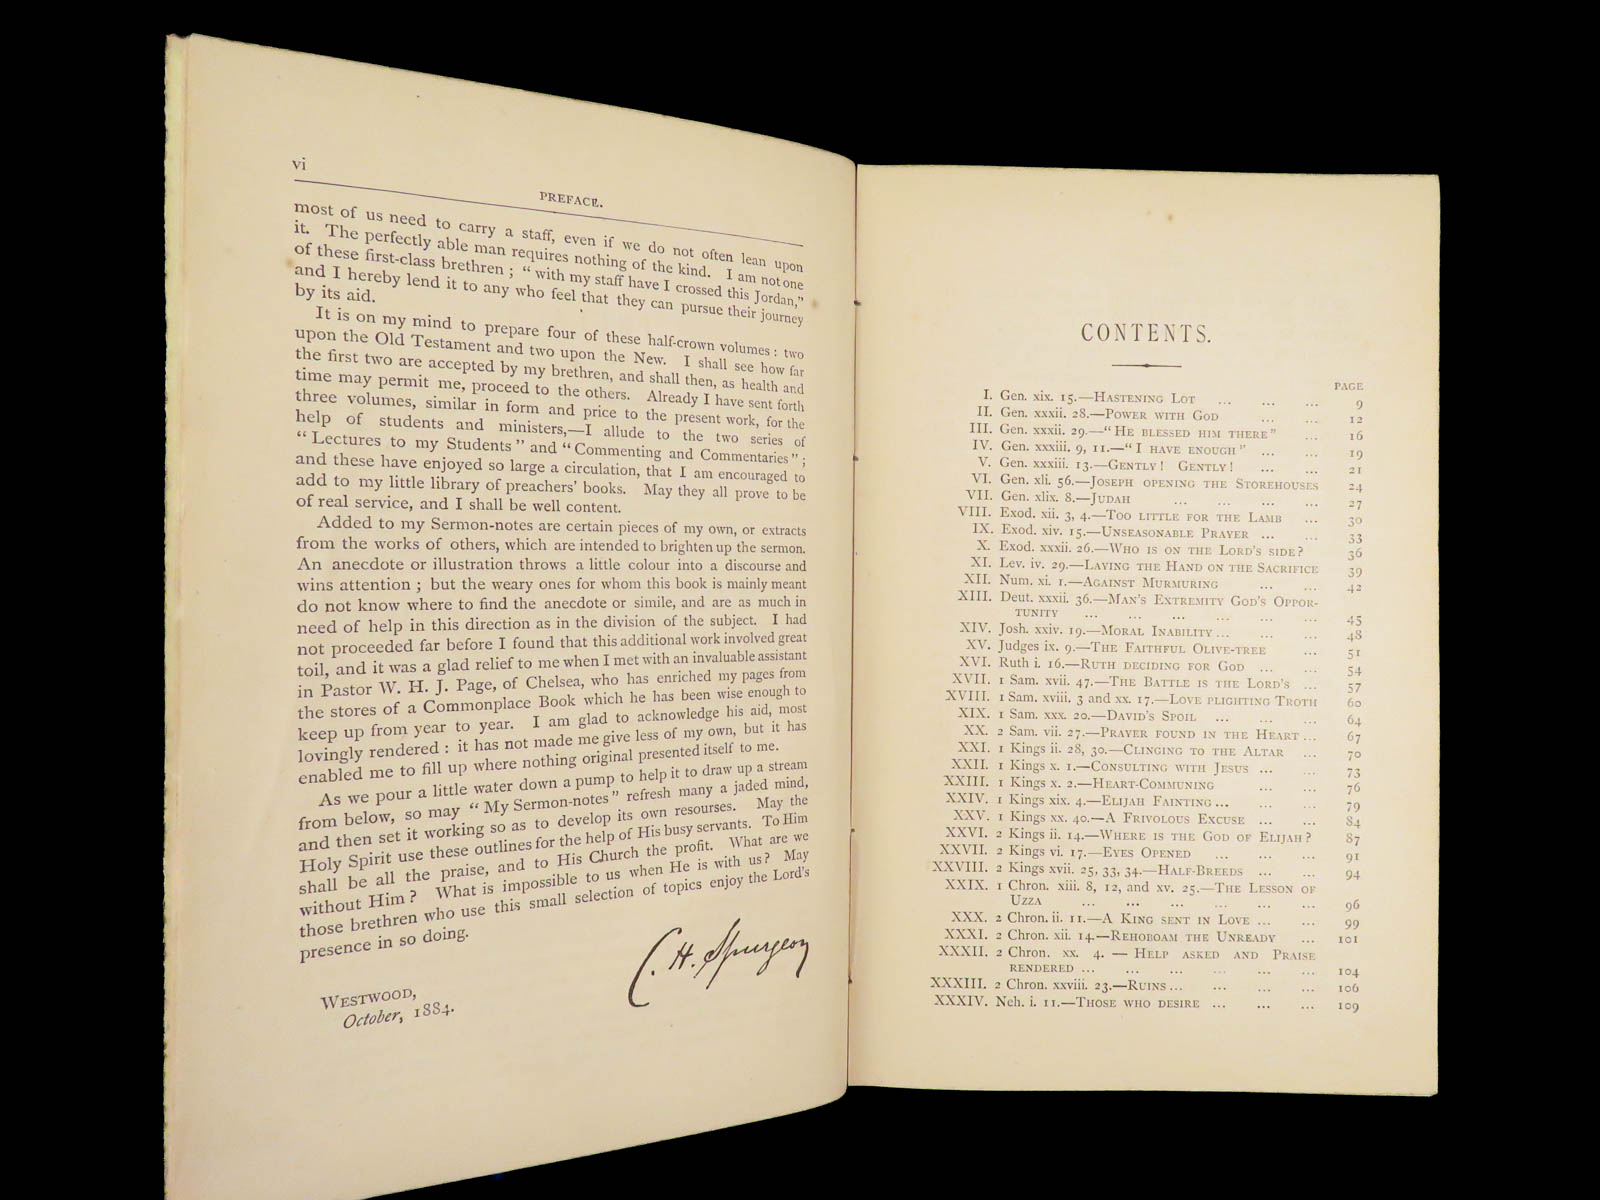 vi
PREFACE.
most of us need to carry a staff, even if we do not often lean upon
it. The perfectly able man requires nothing of the kind. I am not one
of these first-class brethren ; “ with my staff have I crossed this Jordan,”
and I hereby lend it to any who feel that they can pursue their journey
by its aid.
It is on my mind to prepare four of these half-crown volumes : two
upon the Old Testament and two upon the New. I shall see how far
the first two are accepted by my brethren, and shall then, as health and
time may permit me, proceed to the others. Already I have sent forth
three volumes, similar in form and price to the present work, for the
help of students and ministers,—I allude to the two series of
“ Lectures to my Students ” and “ Commenting and Commentaries ” ;
and these have enjoyed so large a circulation, that I am encouraged to
add to my little library of preachers’ books. May they all prove to be
of real service, and I shall be well content.
Added to my Sermon-notes are certain pieces of my own, or extracts
from the works of others, which are intended to brighten up the sermon.
An anecdote or illustration throws a little colour into a discourse and
wins attention ; but the weary ones for whom this book is mainly meant
do not know where to find the anecdote or simile, and are as much in
need of help in this direction as in the division of the subject. I had
not proceeded far before I found that this additional work involved great
toil, and it was a glad relief to me when I met with an invaluable assistant
in Pastor W. H. J. Page, of Chelsea, who has enriched my pages from
the stores of a Commonplace Book which he has been wise enough to
keep up from year to year. I am glad to acknowledge his aid, most
lovingly rendered : it has not made me give less of my own, but it has
enabled me to fill up where nothing original presented itself to me.
As we pour a little water down a pump to help it to draw up a stream
from below, so may “ My Sermon-notes ” refresh many a jaded mind,
and then set it working so as to develop its own resourses. May the
Holy Spirit use these outlines for the help of His busy servants. To Him
shall be all the praise, and to His Church the profit. What are we
without Him ? What is impossible to us when He is with us ? May
those brethren who use this small selection of topics enjoy the Lord’s
presence in so doing.
C. H. Spurgeon
WESTWOOD,
October, 1884.
CONTENTS.
PAGE
I. Gen. xix. 15.—HASTENING LOT ... ... ... 9
II. Gen. xxxii. 28.—POWER WITH GOD ... ... 12
III. Gen. xxxii. 29.—“ HE BLESSED HIM THERE ” ... 16
IV. Gen. xxxiii. 9, 11.—“ I HAVE ENOUGH ” ... ... 19
V. Gen. xxxiii. 13.—GENTLY ! GENTLY ! ... ... 21
VI. Gen. xli. 56.—JOSEPH OPENING THE STOREHOUSES 24
VII. Gen. xlix. 8.—JUDAH ... ... ... ... 27
VIII. Exod. xii. 3, 4.—TOO LITTLE FOR THE LAMB ... 30
IX. Exod. xiv. 15.—UNSEASONABLE PRAYER ... ... 33
X. Exod. xxxii. 26.—WHO IS ON THE LORD’S SIDE ? 36
XI. Lev. iv. 29.—LAYING THE HAND ON THE SACRIFICE 39
XII. Num. xi. 1.—AGAINST MURMURING ... ... 42
XIII. Deut. xxxii. 36.—MAN’S EXTREMITY GOD’S OPPOR-
TUNITY ... ... ... ... ... ... 45
XIV. Josh. xxiv. 19.—MORAL INABILITY ... ... ... 48
XV. Judges ix. 9.—THE FAITHFUL OLIVE-TREE ... 51
XVI. Ruth i. 16.—RUTH DECIDING FOR GOD ... ... 54
XVII. 1 Sam. xvii. 47.—THE BATTLE IS THE LORD’S ... 57
XVIII. 1 Sam. xviii. 3 and xx. 17.—LOVE PLIGHTING TROTH 60
XIX. 1 Sam. xxx. 20.—DAVID’S SPOIL ... ... ... 64
XX. 2 Sam. vii. 27.—PRAYER FOUND IN THE HEART ... 67
XXI. 1 Kings ii. 28, 30.—CLINGING TO THE ALTAR ... 70
XXII. 1 Kings x. 1.—CONSULTING WITH JESUS ... ... 73
XXIII. 1 Kings x. 2.—HEART-COMMUNING ... ... 76
XXIV. 1 Kings xix. 4.—ELIJAH FAINTING ... ... ... 79
XXV. 1 Kings xx. 40.—A FRIVOLOUS EXCUSE ... ... 84
XXVI. 2 Kings ii. 14.—WHERE IS THE GOD OF ELIJAH ? 87
XXVII. 2 Kings vi. 17.—EYES OPENED ... ... ... 91
XXVIII. 2 Kings xvii. 25, 33, 34.—HALF-BREEDS ... ... 94
XXIX. 1 Chron. xiii. 8, 12, and xv. 25.—THE LESSON OF
UZZA ... ... ... ... ... ... 96
XXX. 2 Chron. ii. 11.—A KING SENT IN LOVE ... ... 99
XXXI. 2 Chron. xii. 14.—REHOBOAM THE UNREADY ... 101
XXXII. 2 Chron. xx. 4. — HELP ASKED AND PRAISE
RENDERED ... ... ... ... ... ... 104
XXXIII. 2 Chron. xxviii. 23.—RUINS ... ... ... ... 106
XXXIV. Neh. i. 11.—THOSE WHO DESIRE ... ... ... 109